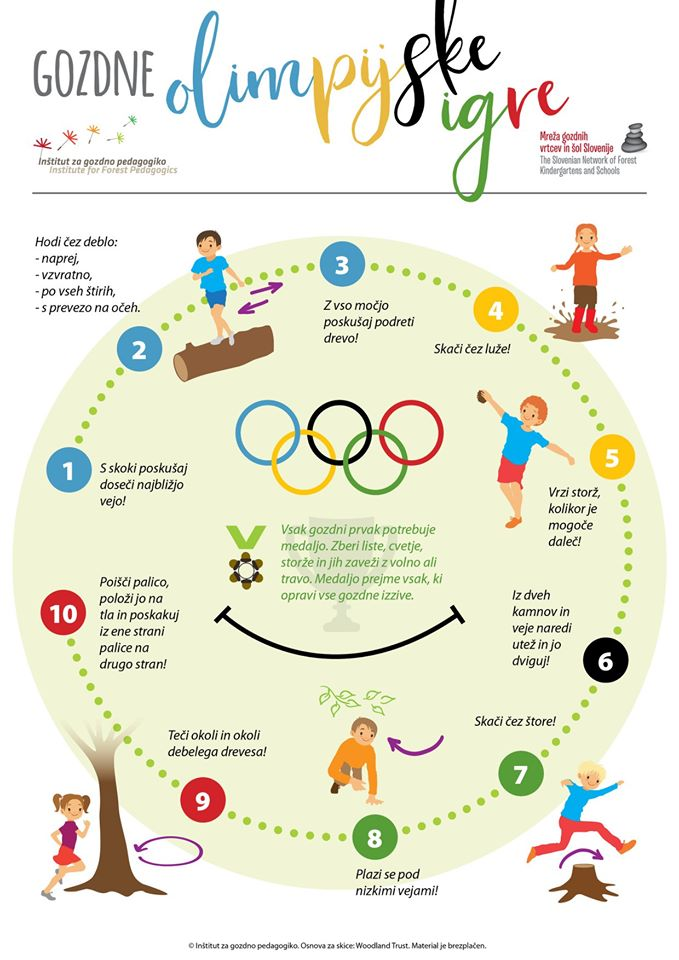 GOZDNE olimpijske igre
Inštitut za gozdno pedagogiko
Institute for Forest Pedagogics
Mreža gozdnih
vrtcev in šol Slovenije
The Slovenian Network of Forest
Kindergartens and Schools
1
S skoki poskušaj
doseči najbližjo
vejo!
2
Hodi čez deblo:
- naprej,
- vzvratno,
- po vseh štirih,
- s prevezo na očeh.
3
Z vso močjo
poskušaj podreti
drevo!
4
Skači čez luže!
5
Vrzi storž,
kolikor je
mogoče
daleč!
6
Iz dveh
kamnov in
veje naredi
utež in jo
dviguj!
7
Skači čez štore!
8
Plazi se pod
nizkimi vejami!
9
Teči okoli in okoli
debelega drevesa!
10
Poišči palico,
položi jo na
tla in poskakuj
iz ene strani
palice na
drugo stran!
Vsak gozdni prvak potrebuje
medaljo. Zberi liste, cvetje,
storže in jih zaveži z volno ali
travo. Medaljo prejme vsak, ki
opravi vse gozdne izzive.
© Inštitut za gozdno pedagogiko. Osnova za skice: Woodland Trust. Material je brezplačen.